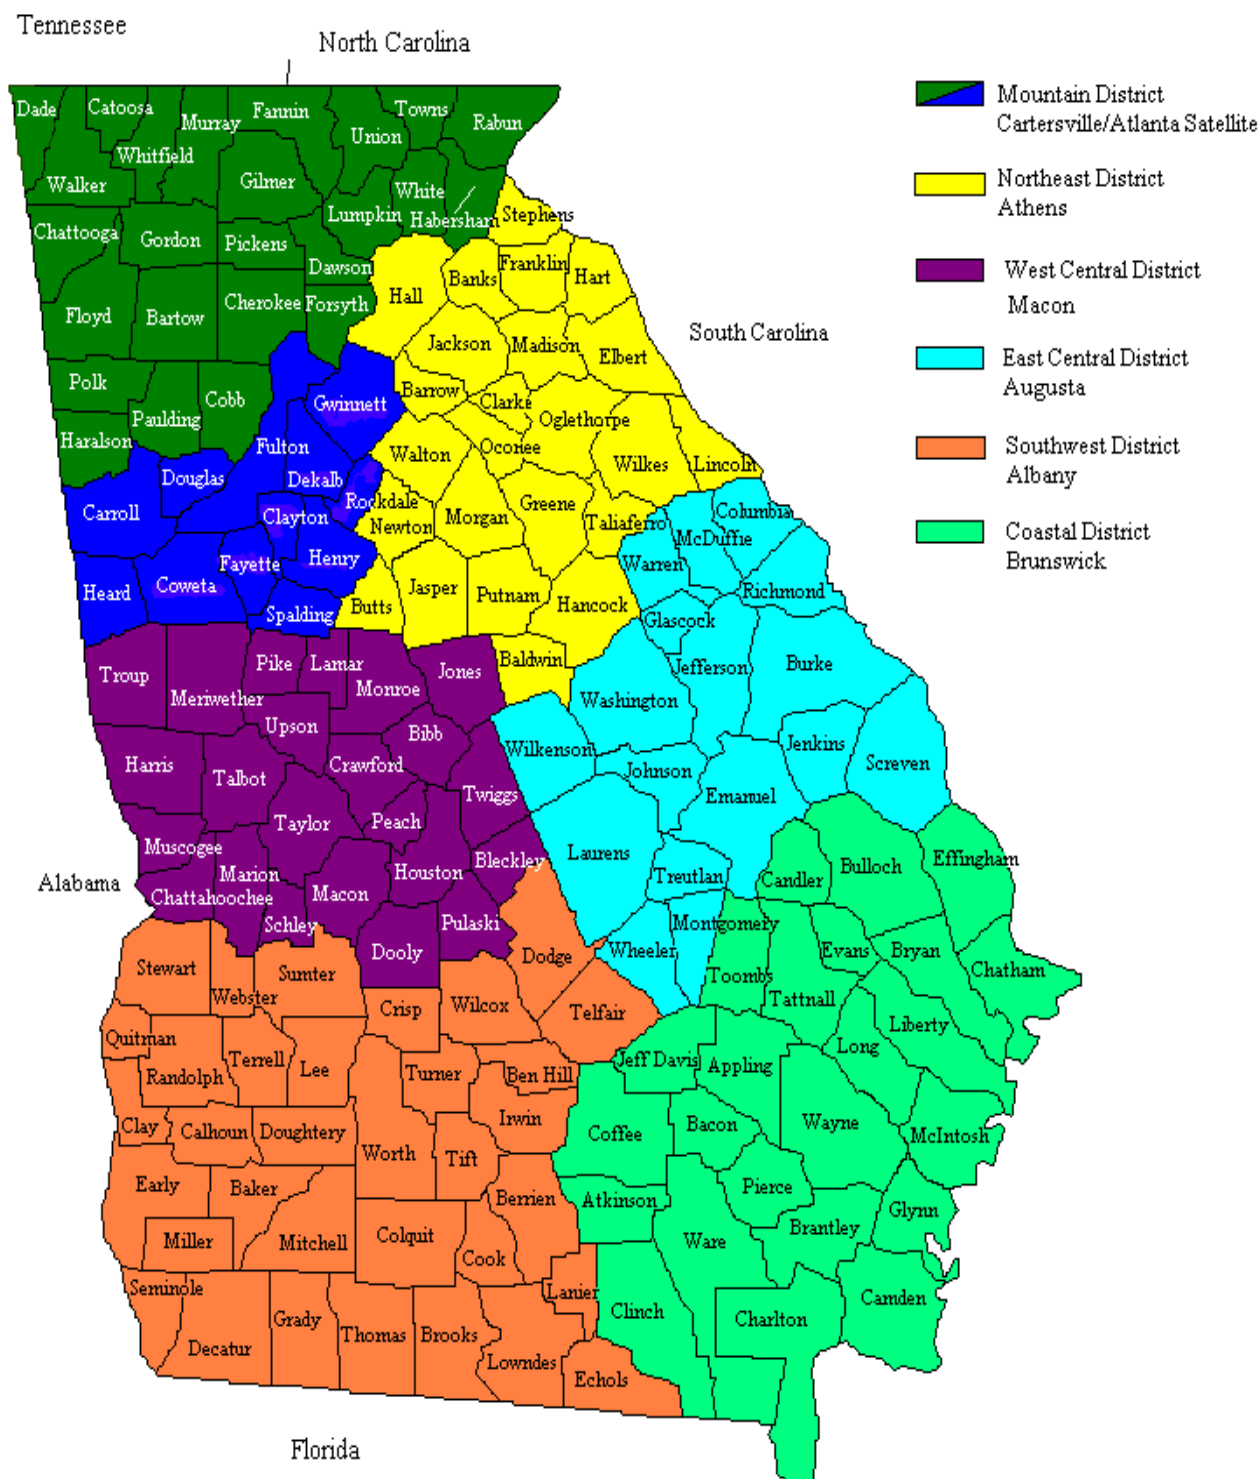 Tennessee
North Carolina
Dade
Catoosa
Murray
Fannin
Towns
Rabun
Union
Whitfield
Walker
Gilmer
White
Habersham
Lumpkin
Stephens
Chattooga
Gordon
Pickens
Dawson
Franklin
Hart
Banks
Hall
Floyd
Bartow
Cherokee
Forsyth
Jackson
Madison
Elbert
Polk
Paulding
Cobb
Gwinnett
Barrow
Clarke
Oglethorpe
Haralson
Fulton
Walton
Oconee
Wilkes
Lincoln
Douglas
Dekalb
Rockdale
Carroll
Clayton
Newton
Morgan
Greene
Taliaferro
Columbia
McDuffie
Fayette
Henry
Warren
Heard
Coweta
Spalding
Butts
Jasper
Putnam
Hancock
Richmond
Glascock
Troup
Pike
Lamar
Jones
Baldwin
Jefferson
Burke
Meriwether
Monroe
Washington
Upson
Bibb
Wilkenson
Jenkins
Screven
Harris
Talbot
Crawford
Johnson
Twiggs
Emanuel
Taylor
Peach
Muscogee
Laurens
Bleckley
Effingham
Marion
Houston
Bulloch
Chattahoochee
Macon
Treutlan
Candler
Schley
Pulaski
Montgomery
Dooly
Wheeler
Evans
Bryan
Stewart
Sumter
Dodge
Toombs
Chatham
Webster
Crisp
Wilcox
Telfair
Tattnall
Liberty
Quitman
Terrell
Lee
Long
Randolph
Turner
Ben Hill
Jeff Davis
Appling
Clay
Calhoun
Doughtery
Irwin
Coffee
Bacon
Wayne
McIntosh
Worth
Tift
Early
Baker
Berrien
Atkinson
Pierce
Glynn
Miller
Mitchell
Colquit
Cook
Ware
Brantley
Seminole
Lanier
Clinch
Charlton
Camden
Grady
Thomas
Brooks
Decatur
Lowndes
Echols
Alabama
South Carolina
Florida
Mountain District
Cartersville/Atlanta Satellite
Northeast District
Athens
West Central District
Macon
East Central District
Augusta
Southwest District
Albany
Coastal District
Brunswick